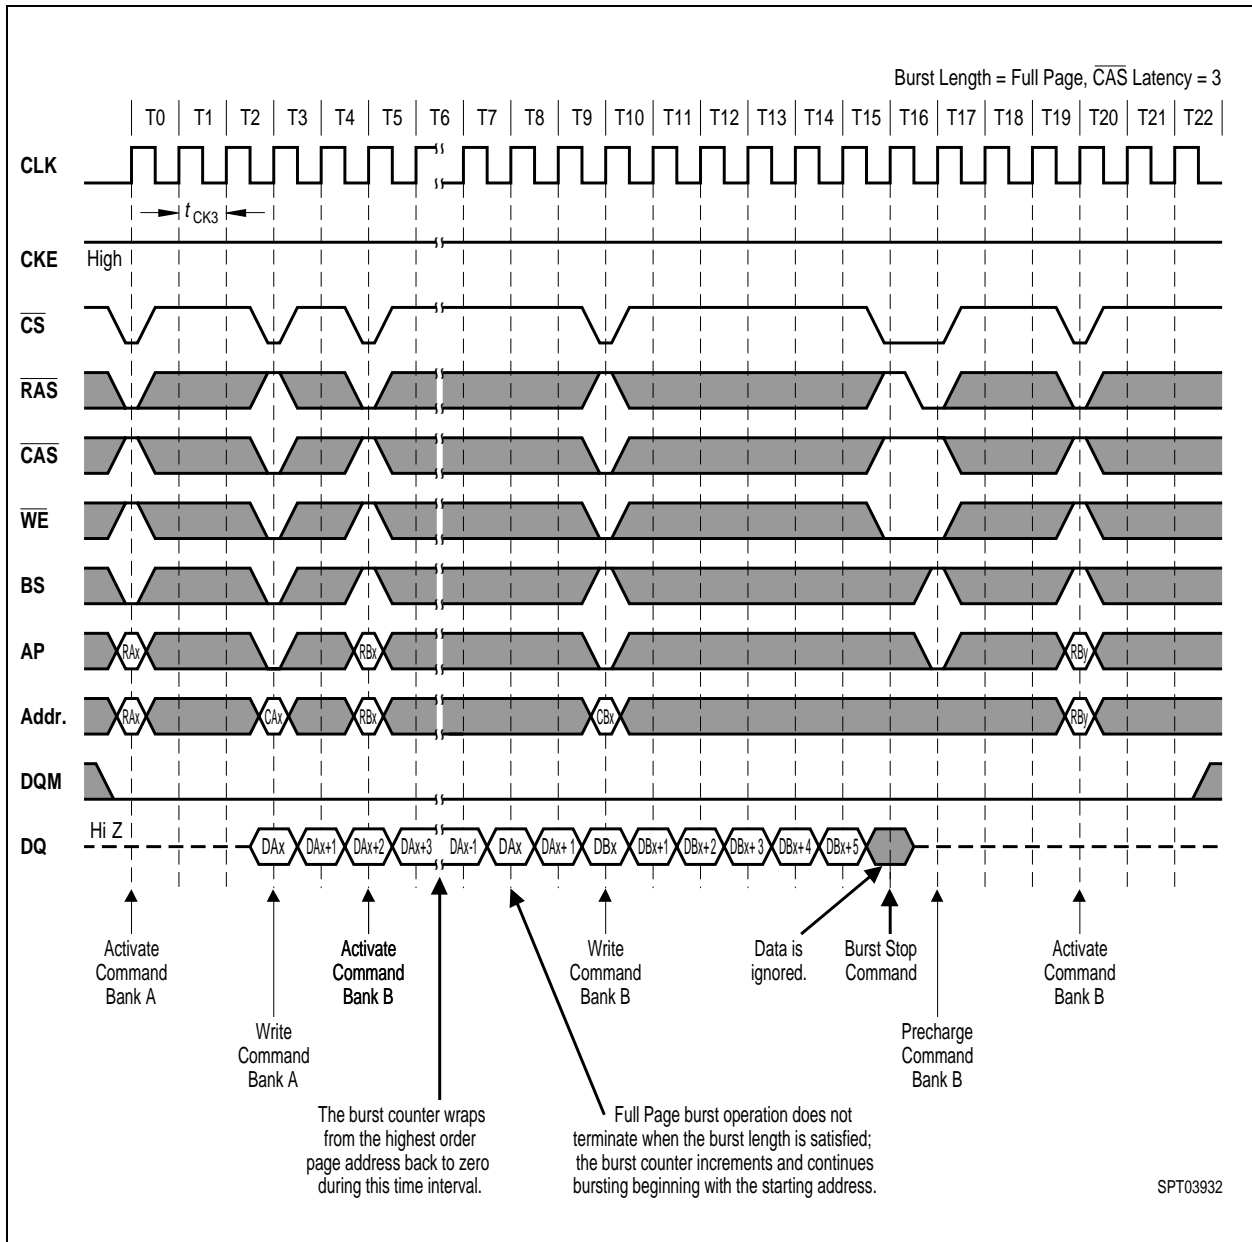 Burst Length = Full Page, CAS Latency = 3
T0 T1 T2 T3 T4 T5 T6 T7 T8 T9 T10 T11 T12 T13 T14 T15 T16 T17 T18 T19 T20 T21 T22
CLK
t CK3
CKE High
CS
RAS
CAS
WE
BS
AP RAx RBx RBy
Addr. RAx CAx RBx CBx RBy
DQM
Hi Z
DQ DAx DAx+1 DAx+2 DAx+3 DAx-1 DAx DAx+ 1 DBx DBx+1 DBx+ 2 DBx+ 3 DBx+ 4 DBx+ 5
Activate
Command
Bank A
Write
Command
Bank A
Activate
Command
Bank B
Write
Command
Bank B
Data is
ignored.
Burst Stop
Command
Precharge
Command
Bank B
Activate
Command
Bank B
The burst counter wraps
from the highest order
page address back to zero
during this time interval.
Full Page burst operation does not
terminate when the burst length is satisfied;
the burst counter increments and continues
bursting beginning with the starting address.
SPT03932